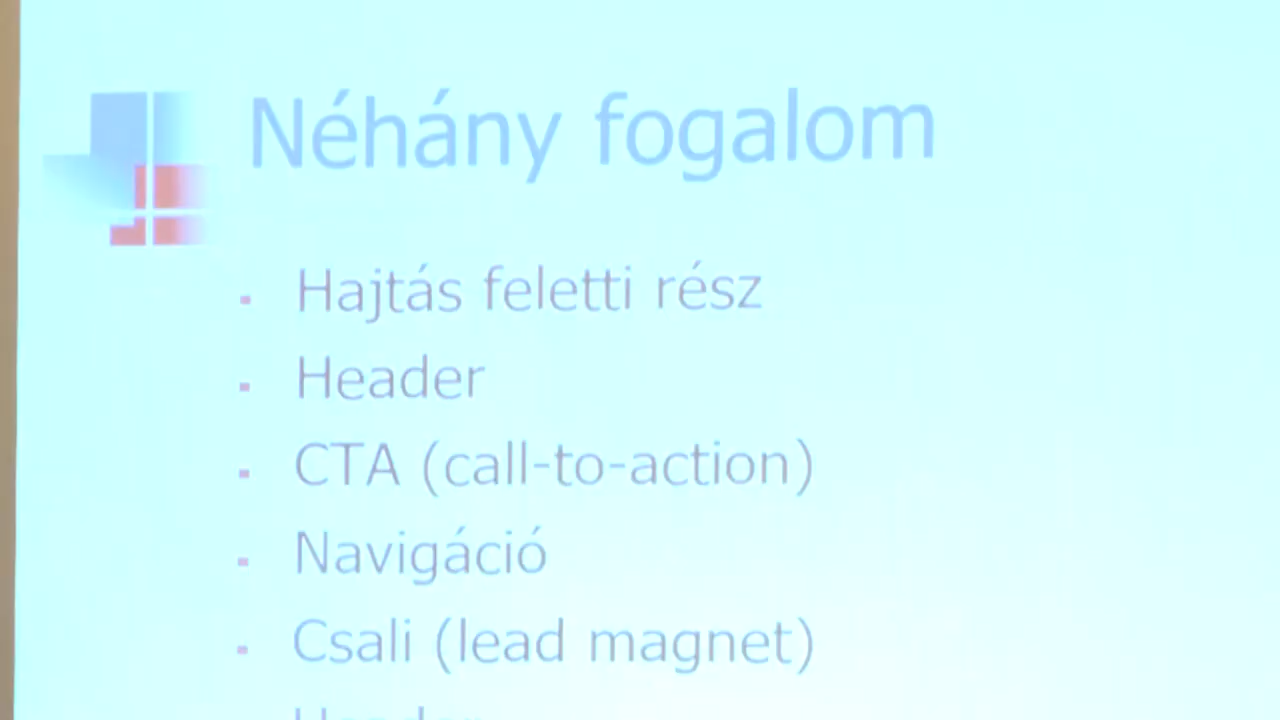 Néhány fogalom
Hajtás feletti rész
Header
CTA (call-to-action)
Navigáció
Csali (lead magnet)